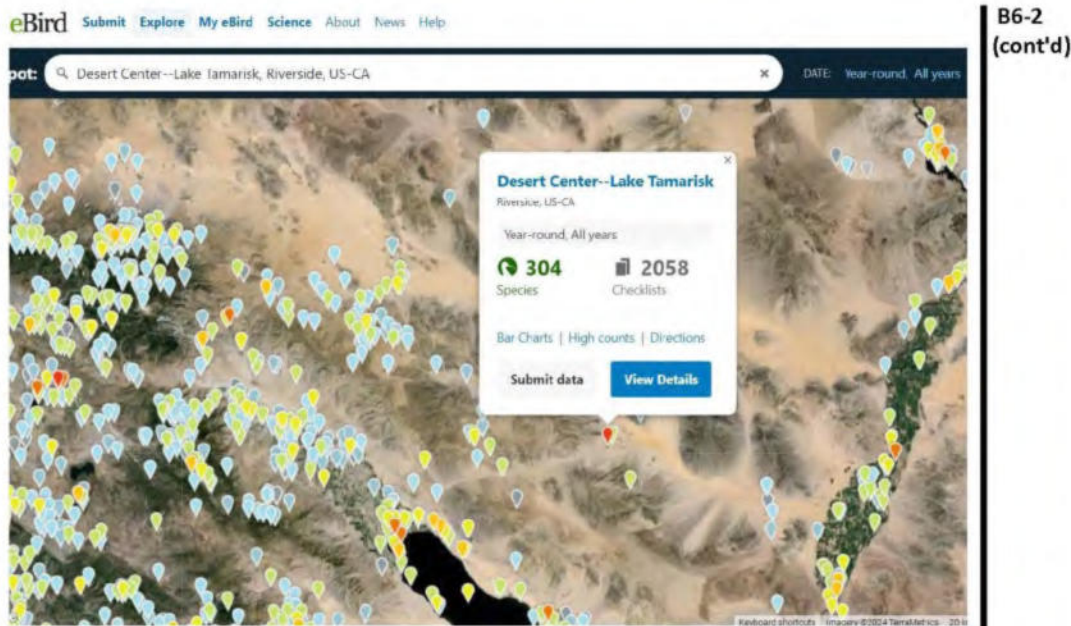 eBird Submit Explore My eBird Science About News Help
B6-2
(cont'd)
pot: Desert Center--Lake Tamarisk, Riverside, US-CA × DATE: Year-round, All years
×
Desert Center--Lake Tamarisk
Riverside, US-CA
Year-round, All years
304 2058
Species Checklists
Bar Charts | High counts | Directions
Submit data View Details
Keyboard shortcuts Imagery ©2024 TerraMetrics 20